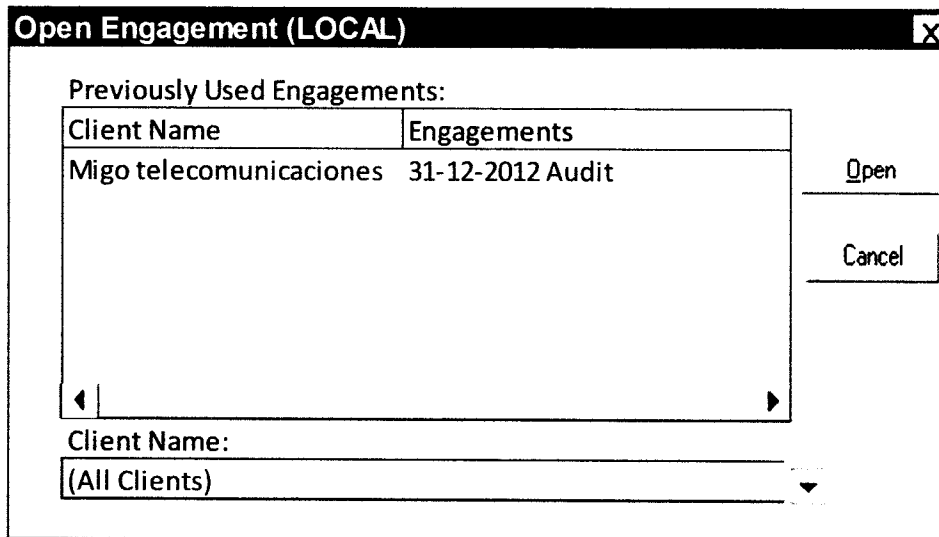 Open Engagement (LOCAL) X
Previously Used Engagements:
Client Name Engagements
Migo telecomunicaciones 31-12-2012 Audit
Open
Cancel
Client Name:
(All Clients)